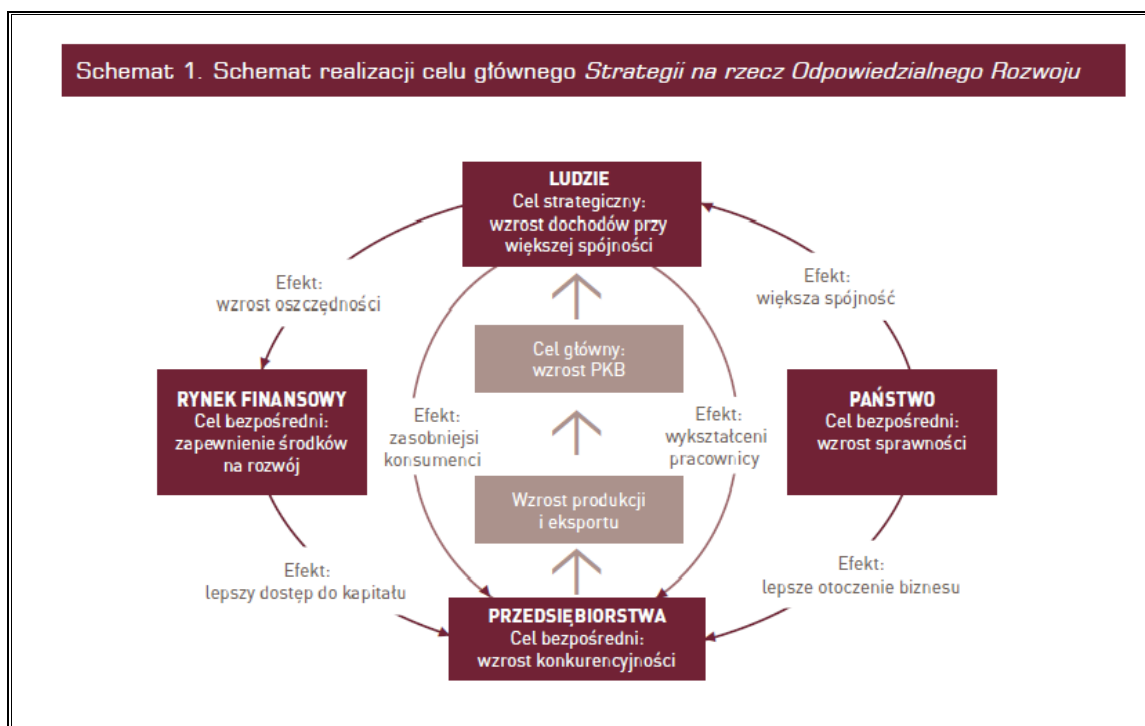 Schemat 1. Schemat realizacji celu głównego Strategii na rzecz Odpowiedzialnego Rozwoju
LUDZIE
Cel strategiczny:
wzrost dochodów przy
większej spójności
Efekt:
wzrost oszczędności
Efekt:
większa spójność
Cel główny:
wzrost PKB
RYNEK FINANSOWY
Cel bezpośredni:
zapewnienie środków
na rozwój
Efekt:
zasobniejsi
konsumenci
Efekt:
wykształceni
pracownicy
PAŃSTWO
Cel bezpośredni:
wzrost sprawności
Wzrost produkcji
i eksportu
Efekt:
lepszy dostęp do kapitału
Efekt:
lepsze otoczenie biznesu
PRZEDSIĘBIORSTWA
Cel bezpośredni:
wzrost konkurencyjności